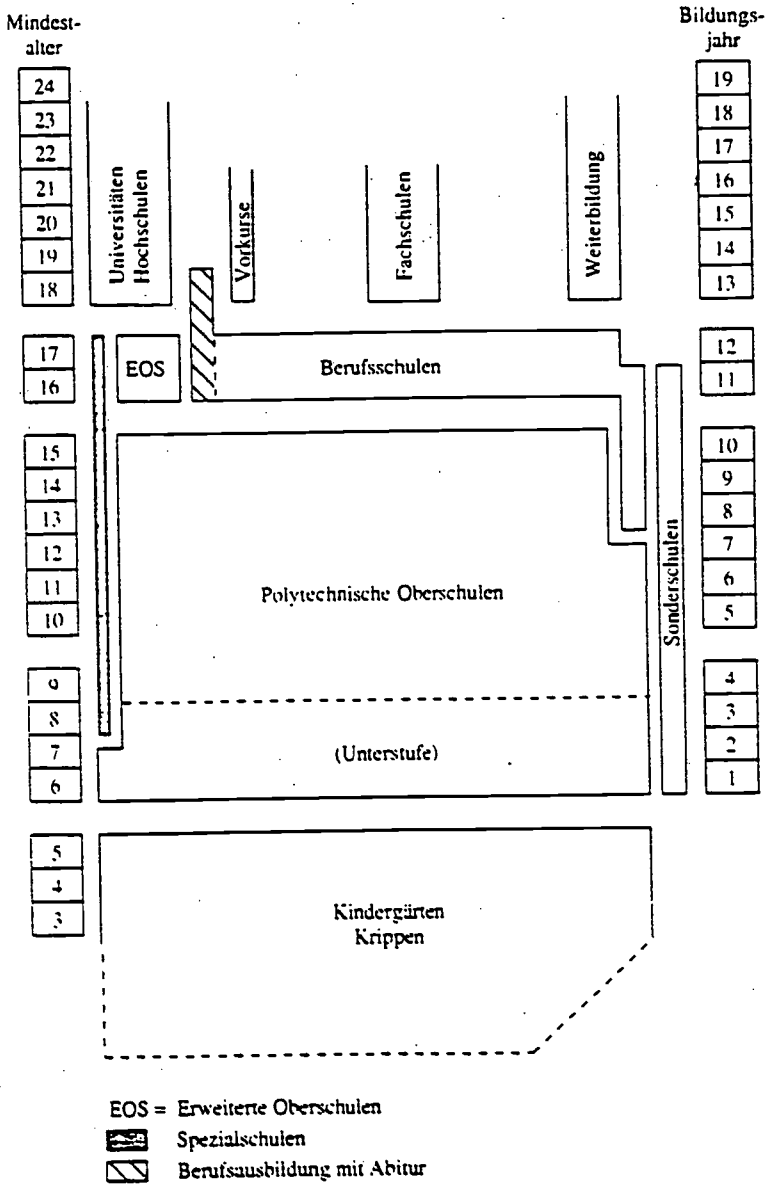 Mindest-
alter
Bildungs-
jahr
24
23
22
21
20
19
18
19
18
17
16
15
14
13
Universitäten
Hochschulen
Vorkurse
Fachschulen
Weiterbildung
17
16
EOS
Berufsschulen
12
11
15
14
13
12
11
10
Polytechnische Oberschulen
Sonderschulen
10
9
8
7
6
5
9
8
7
6
(Unterstufe)
4
3
2
1
5
4
3
Kindergärten
Krippen
EOS = Erweiterte Oberschulen
Spezialschulen
Berufsausbildung mit Abitur